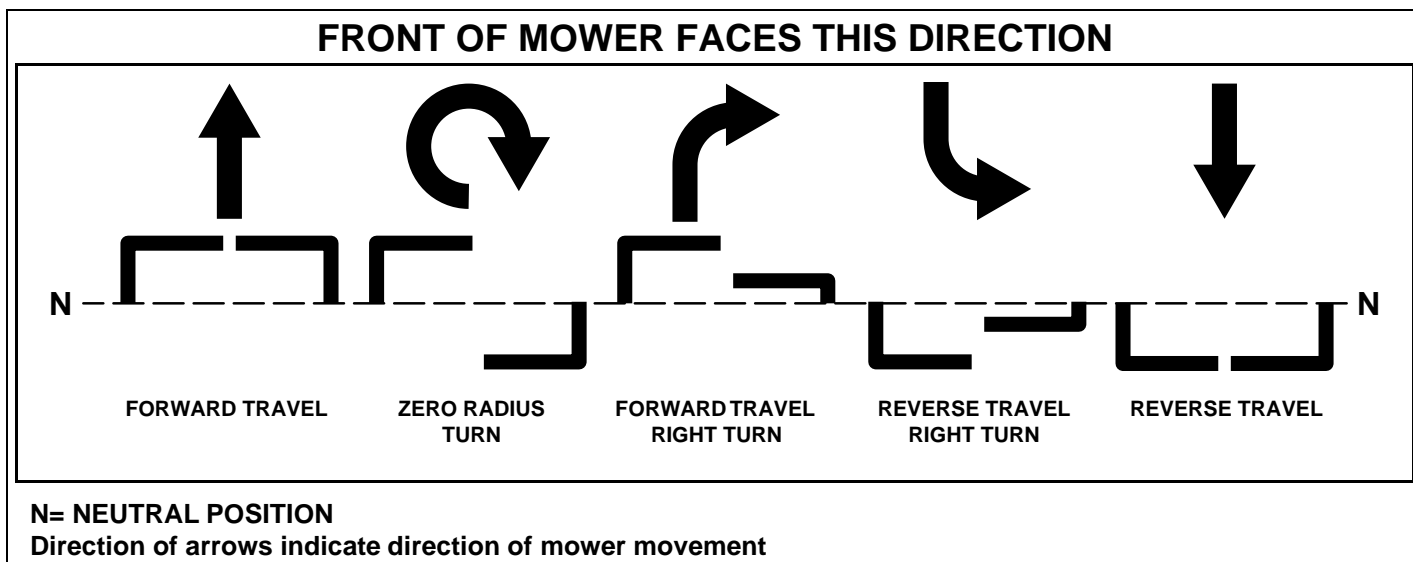 FRONT OF MOWER FACES THIS DIRECTION
N
N
FORWARD TRAVEL
ZERO RADIUS
TURN
FORWARD TRAVEL
RIGHT TURN
REVERSE TRAVEL
RIGHT TURN
REVERSE TRAVEL
N= NEUTRAL POSITION
Direction of arrows indicate direction of mower movement